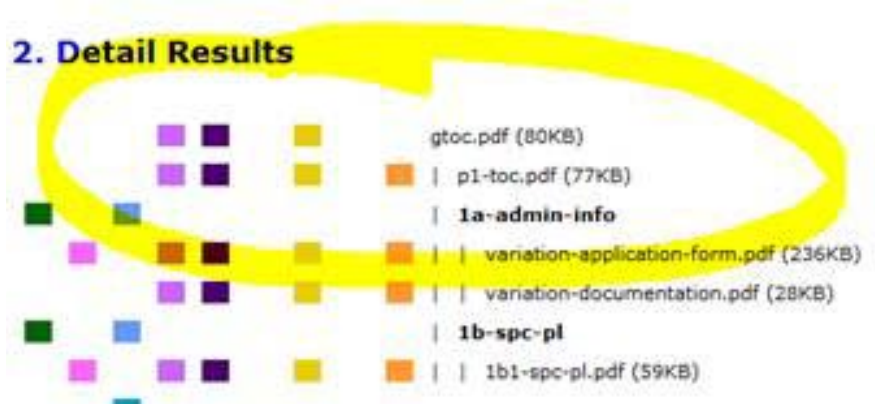 2. Detail Results
gtoc.pdf (80KB)
| p1-toc.pdf (77KB)
| 1a-admin-info
| | variation-application-form.pdf (236KB)
| | variation-documentation.pdf (28KB)
| 1b-spc-pl
| | 1b1-spc-pl.pdf (59KB)